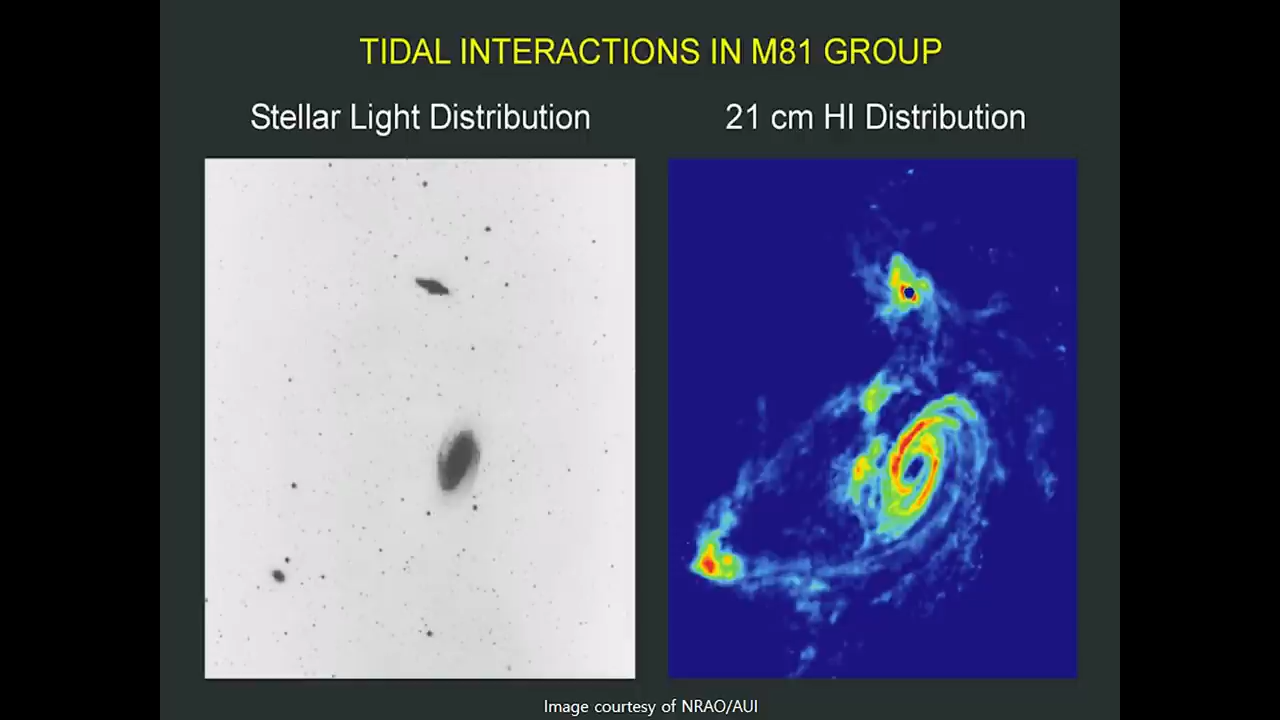 TIDAL INTERACTIONS IN M81 GROUP
Stellar Light Distribution
21 cm HI Distribution
Image courtesy of NRAO/AUI